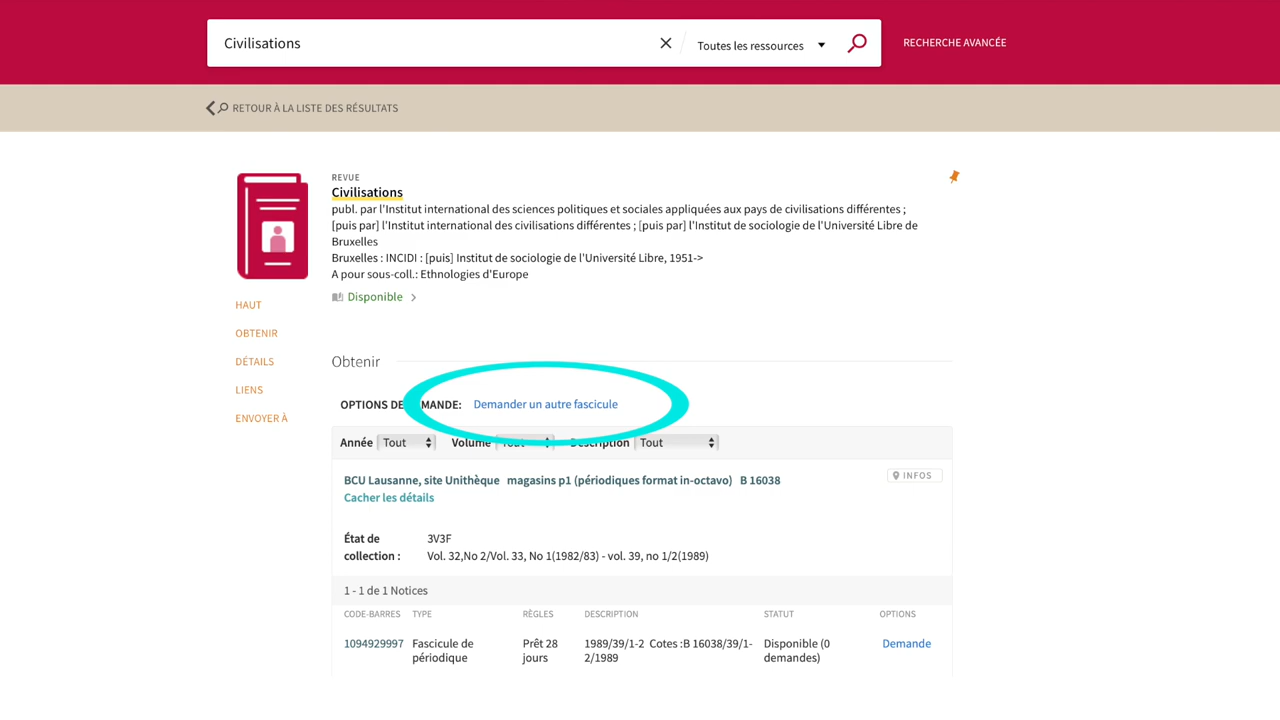 Civilisations
Toutes les ressources
RECHERCHE AVANCÉE
RETOUR À LA LISTE DES RÉSULTATS
REVUE
Civilisations
publ. par l'Institut international des sciences politiques et sociales appliquées aux pays de civilisations différentes ;
[puis par] l'Institut international des civilisations différentes ; [puis par] l'Institut de sociologie de l'Université Libre de
Bruxelles
Bruxelles : INCIDI : [puis] Institut de sociologie de l'Université Libre, 1951->
A pour sous-coll.: Ethnologies d'Europe
Disponible
HAUT
OBTENIR
DÉTAILS
LIENS
ENVOYER À
Obtenir
OPTIONS DE MANDE: Demander un autre fascicule
Année Tout Volume Tout Description Tout
BCU Lausanne, site Unithèque magasins p1 (périodiques format in-octavo) B 16038
INFOS
Cacher les détails
État de 3V3F
collection : Vol. 32,No 2/Vol. 33, No 1(1982/83) - vol. 39, no 1/2(1989)
1 - 1 de 1 Notices
CODE-BARRES TYPE RÈGLES DESCRIPTION STATUT OPTIONS
1094929997 Fascicule de Prêt 28 1989/39/1-2 Cotes :B 16038/39/1- Disponible (0 Demande
périodique jours 2/1989 demandes)